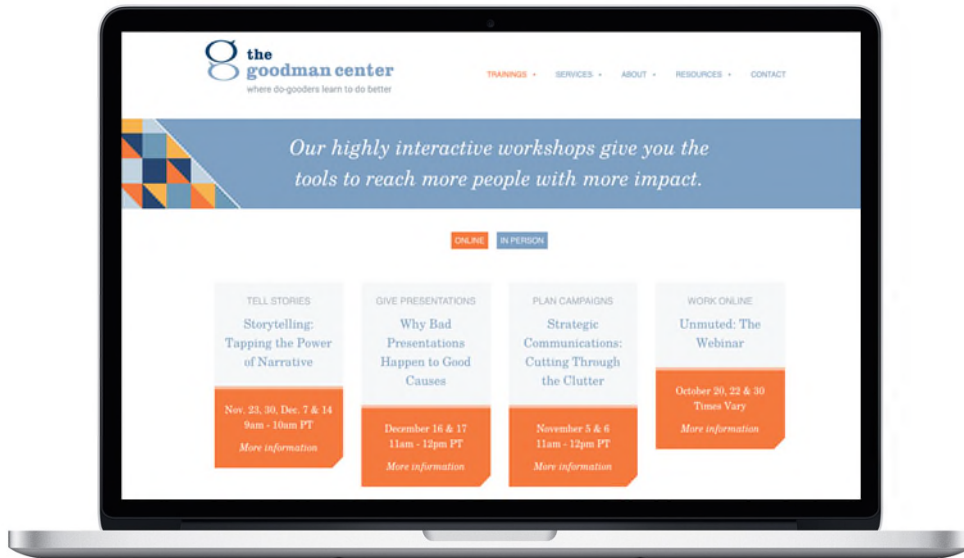 the
goodman center
where do-gooders learn to do better
TRAININGS
SERVICES
ABOUT
RESOURCES
CONTACT
Our highly interactive workshops give you the
tools to reach more people with more impact.
ONLINE
IN PERSON
TELL STORIES
Storytelling:
Tapping the Power
of Narrative
Nov. 23, 30, Dec. 7 & 14
9am - 10am PT
More information
GIVE PRESENTATIONS
Why Bad
Presentations
Happen to Good
Causes
December 16 & 17
11am - 12pm PT
More information
PLAN CAMPAIGNS
Strategic
Communications:
Cutting Through
the Clutter
November 5 & 6
11am - 12pm PT
More information
WORK ONLINE
Unmuted: The
Webinar
October 20, 22 & 30
Times Vary
More information